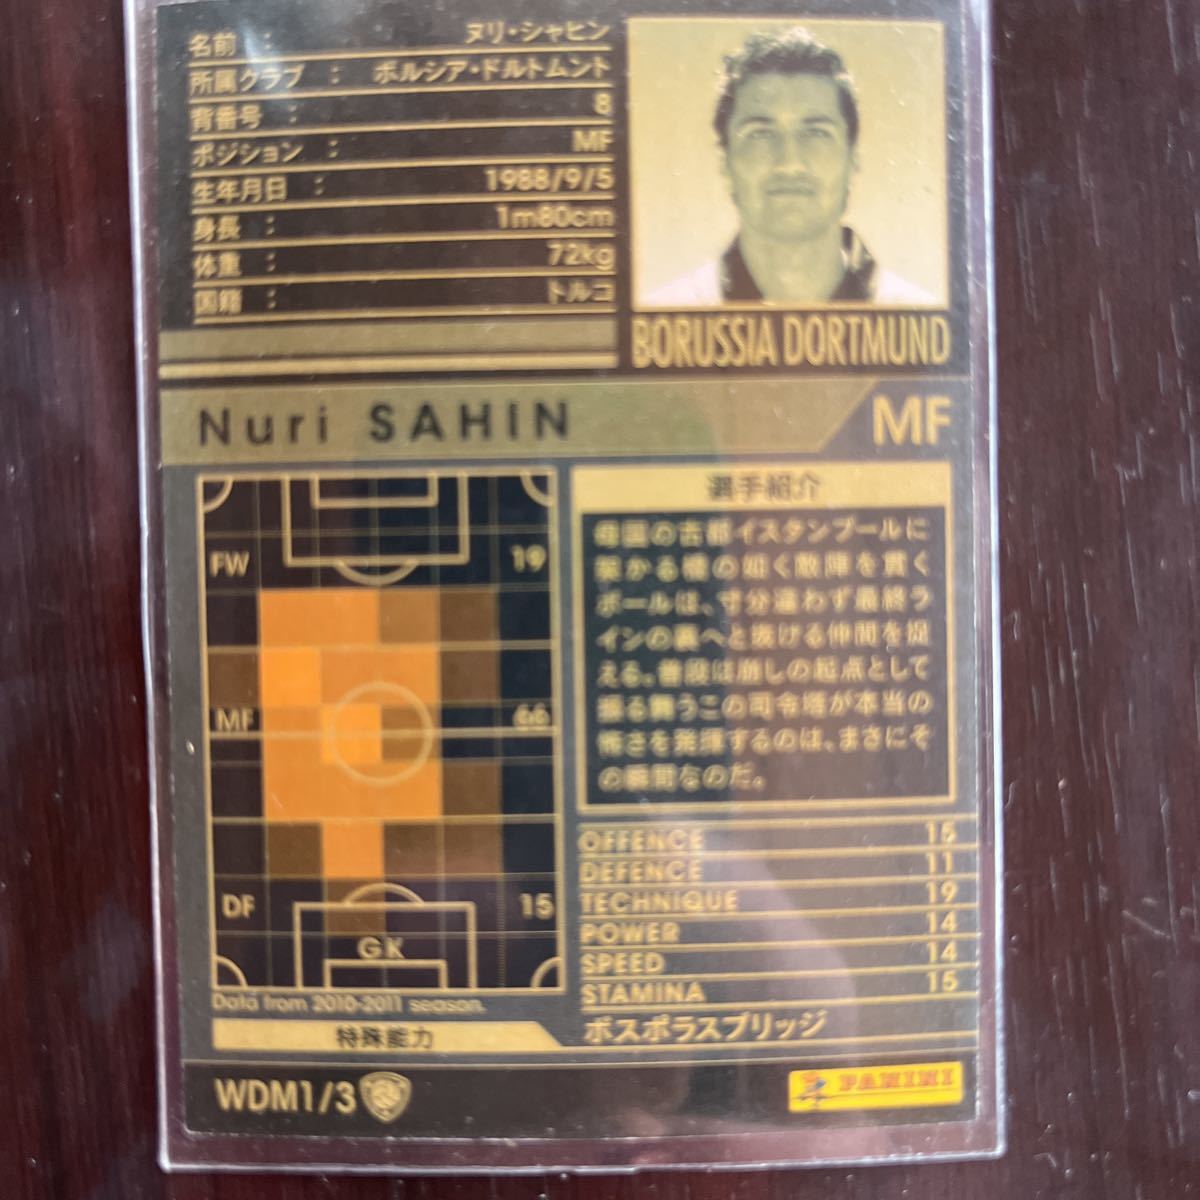 名前 : ヌリ・シャヒン
所属クラブ : ボルシア・ドルトムント
背番号 : 8
ポジション : MF
生年月日 : 1988/9/5
身長 : 1m80cm
体重 : 72kg
国籍 : トルコ
BORUSSIA DORTMUND
Nuri SAHIN MF
FW 19
MF 66
DF 15
GK
Data from 2010-2011 season.
選手紹介
母国の古都イスタンブールに
架かる橋の如く敵陣を貫く
ボールは、寸分違わず最終ラ
インの裏へと抜ける仲間を捉
える。普段は崩しの起点として
振る舞うこの司令塔が本当の
怖さを発揮するのは、まさにそ
の瞬間なのだ。
OFFENCE 15
DEFENCE 11
TECHNIQUE 19
POWER 14
SPEED 14
STAMINA 15
特殊能力 ボスポラスブリッジ
WDM1/3
PANINI